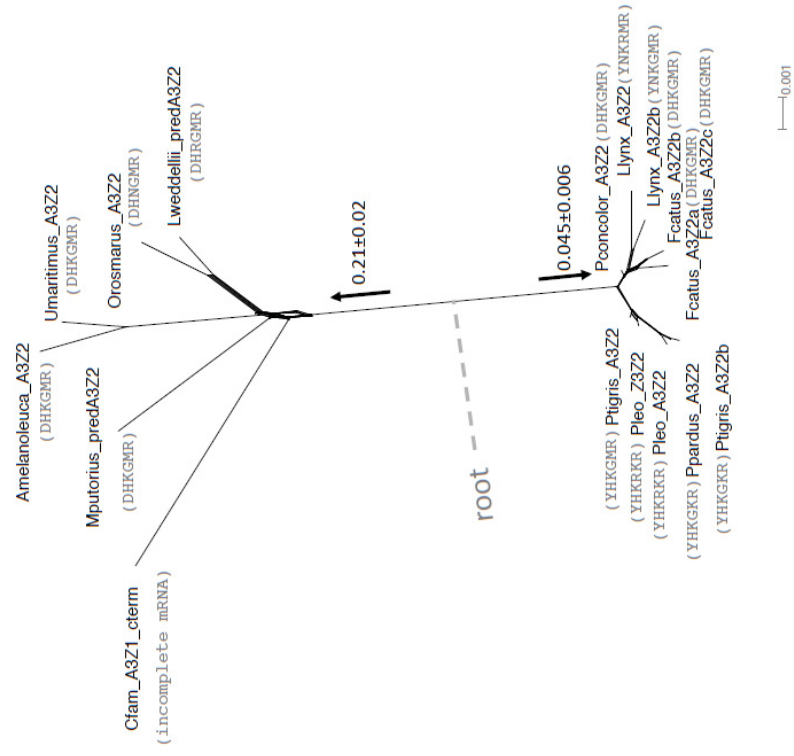 Amelanoleuca_A3Z2
(DHKGMR)
Umaritimus_A3Z2
(DHKGMR)
Orosmarus_A3Z2
(DHNGMR)
Lweddellii_predA3Z2
(DHRGMR)
Mputorius_predA3Z2
(DHKGMR)
Cfam_A3Z1_cterm
(incomplete mRNA)
0.21±0.02
root
0.045±0.006
Pconcolor_A3Z2 (DHKGMR)
Llynx_A3Z2 (YNKRMR)
Llynx_A3Z2b (YNKGMR)
Fcatus_A3Z2b (DHKGMR)
Fcatus_A3Z2a (DHKGMR)
Fcatus_A3Z2c (DHKGMR)
(YHKGMR) Ptigris_A3Z2
(YHKRKR) Pleo_Z3Z2
(YHKRKR) Pleo_A3Z2
(YHKGKR) Ppardus_A3Z2
(YHKGKR) Ptigris_A3Z2b
0.001